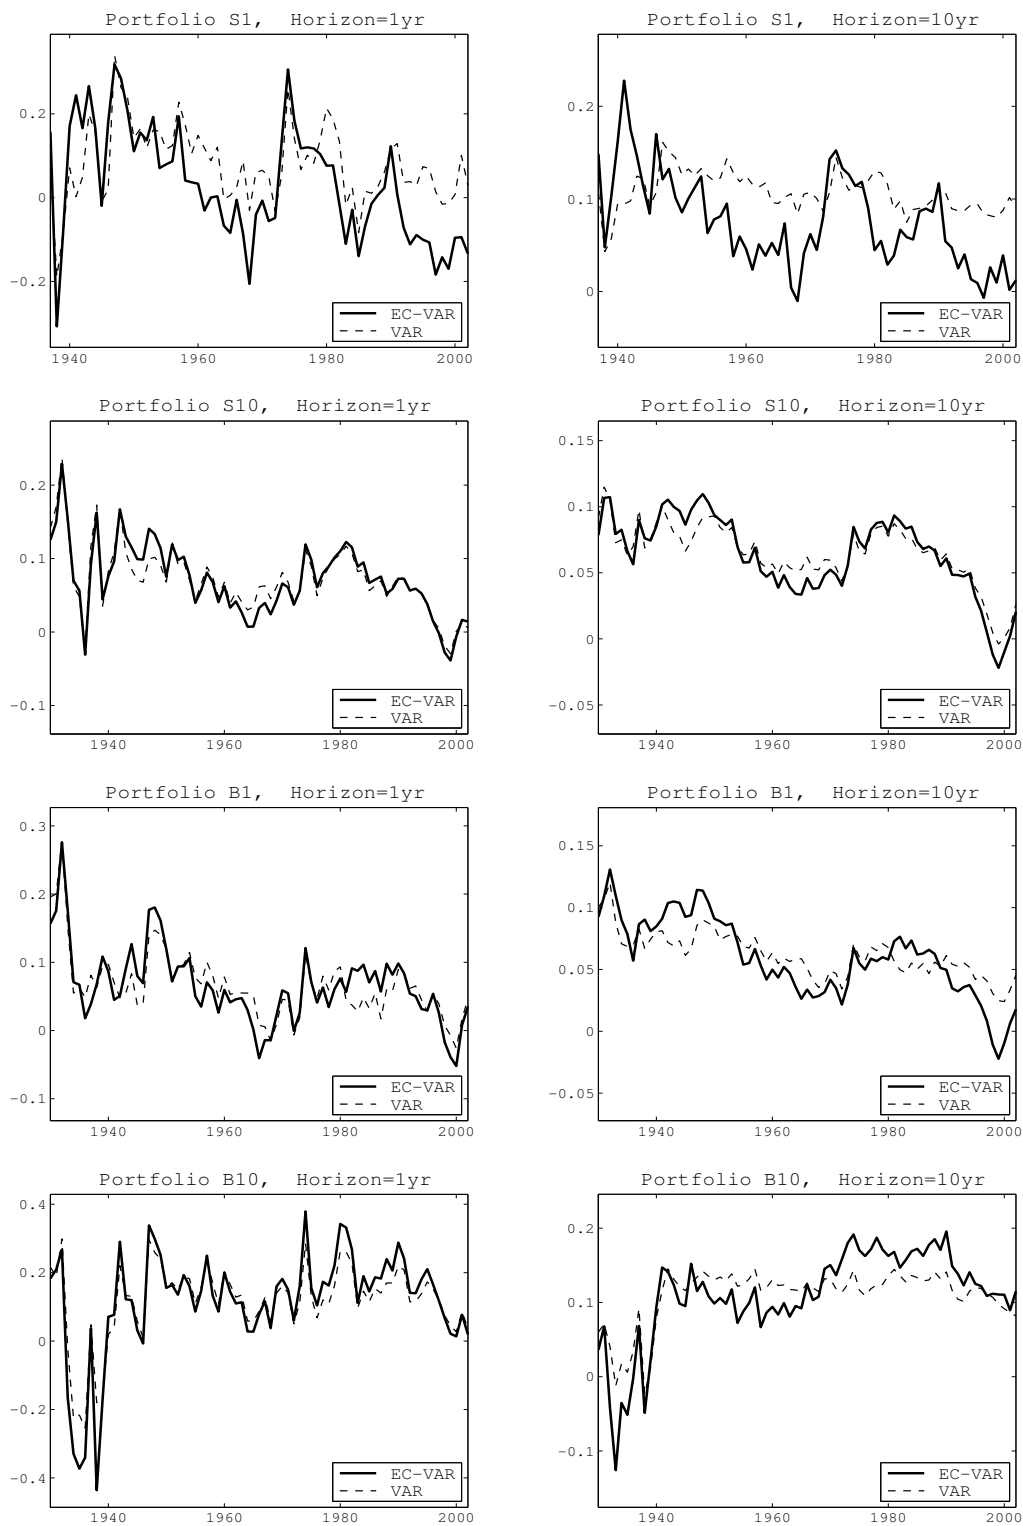 Portfolio S1, Horizon=1yr
0.2
0
-0.2
EC-VAR
VAR
1940 1960 1980 2000
Portfolio S1, Horizon=10yr
0.2
0.1
0
EC-VAR
VAR
1940 1960 1980 2000
Portfolio S10, Horizon=1yr
0.2
0.1
0
-0.1
EC-VAR
VAR
1940 1960 1980 2000
Portfolio S10, Horizon=10yr
0.15
0.1
0.05
0
-0.05
EC-VAR
VAR
1940 1960 1980 2000
Portfolio B1, Horizon=1yr
0.3
0.2
0.1
0
-0.1
EC-VAR
VAR
1940 1960 1980 2000
Portfolio B1, Horizon=10yr
0.15
0.1
0.05
0
-0.05
EC-VAR
VAR
1940 1960 1980 2000
Portfolio B10, Horizon=1yr
0.4
0.2
0
-0.2
-0.4
EC-VAR
VAR
1940 1960 1980 2000
Portfolio B10, Horizon=10yr
0.2
0.1
0
-0.1
EC-VAR
VAR
1940 1960 1980 2000